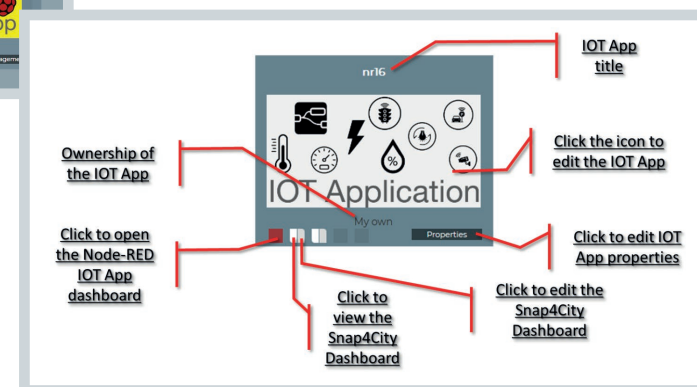 IOT App
title
nr16
Click the icon to
edit the IOT App
Ownership of
the IOT App
%
IOT Application
My own
Properties
Click to open
the Node-RED
IOT App
dashboard
Click to edit IOT
App properties
Click to
view the
Snap4City
Dashboard
Click to edit the
Snap4City
Dashboard